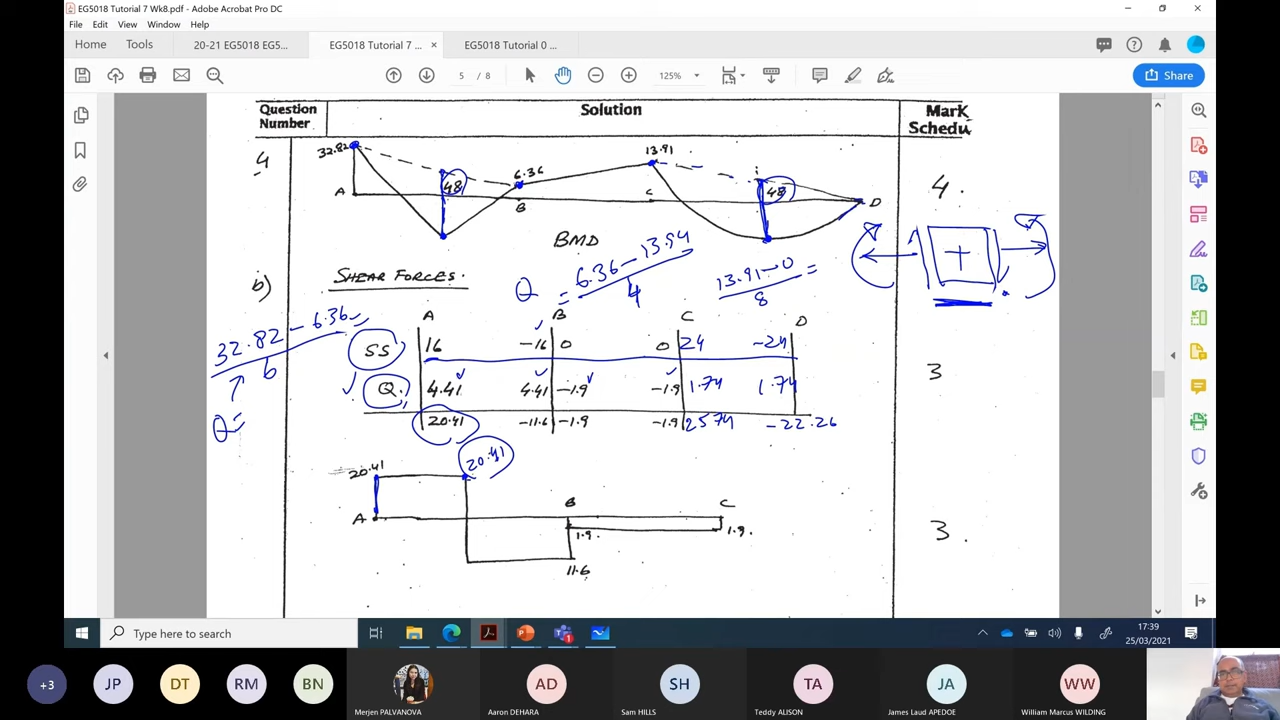 EG5018 Tutorial 7 Wk8.pdf - Adobe Acrobat Pro DC
File Edit View Window Help
Home Tools 20-21 EG5018 EG5... EG5018 Tutorial 7 ... × EG5018 Tutorial 0 ...
5 / 8 125% Share
Question Number Solution Mark Schedu
4 32.82 6.36 13.91 4.
A 48 B C 48 D
BMD
b) SHEAR FORCES. Q = 6.36 - 13.94 / 4 13.91 - 0 / 8 =
32.82 - 6.36 / 6
A B C D
SS 16 -16 0 0 24 -24 3
Q. 4.41 4.41 -1.9 -1.9 1.74 1.74
Q = 20.41 -11.6 -1.9 -1.9 2574 -22.26
20.41 20.41
A B C 3.
1.9. 1.9.
11.6
Type here to search 17:39
25/03/2021
+3 JP DT RM BN AD SH TA JA WW
Merjen PALVANOVA Aaron DEHARA Sam HILLS Teddy ALISON James Laud APEDOE William Marcus WILDING